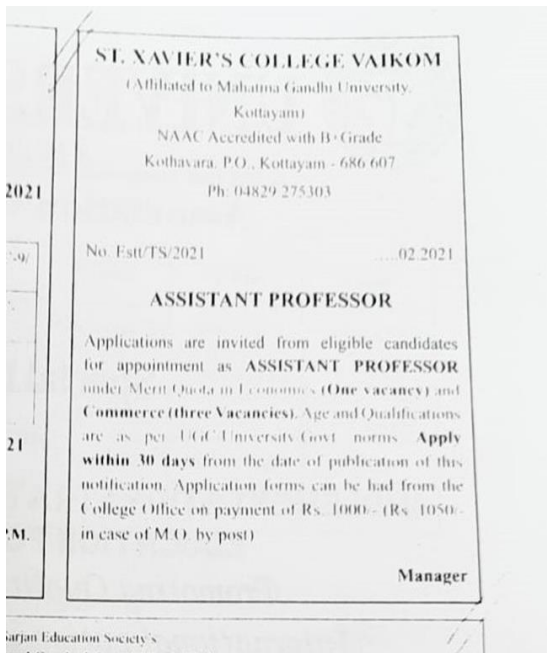 ST. XAVIER'S COLLEGE VAIKOM
(Affiliated to Mahatma Gandhi University,
Kottayam)
NAAC Accredited with B+ Grade
Kothavara. P.O., Kottayam - 686 607
Ph: 04829 275303
No. Estt/TS/2021 .....02.2021
ASSISTANT PROFESSOR
Applications are invited from eligible candidates
for appointment as ASSISTANT PROFESSOR
under Merit Quota in Economics (One vacancy) and
Commerce (three Vacancies). Age and Qualifications
are as per UGC/University/Govt norms. Apply
within 30 days from the date of publication of this
notification. Application forms can be had from the
College Office on payment of Rs. 1000/- (Rs. 1050/-
in case of M.O. by post)
Manager
2021
-9/
21
P.M.
arjan Education Society's